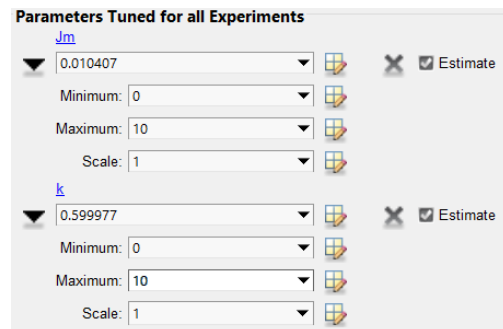 Parameters Tuned for all Experiments
Jm
0.010407 Estimate
Minimum: 0
Maximum: 10
Scale: 1
k
0.599977 Estimate
Minimum: 0
Maximum: 10
Scale: 1